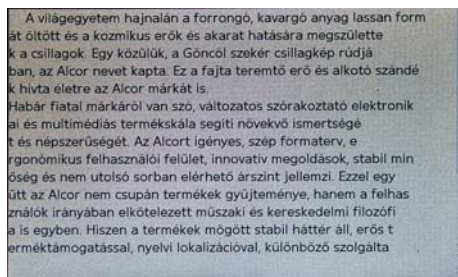 A világegyetem hajnalán a forrongó, kavargó anyag lassan form
át öltött és a kozmikus erők és akarat hatására megszülette
k a csillagok. Egy közülük, a Göncöl szekér csillagkép rúdjá
ban, az Alcor nevet kapta. Ez a fajta teremtő erő és alkotó szándé
k hívta életre az Alcor márkát is.
Habár fiatal márkáról van szó, változatos szórakoztató elektronik
ai és multimédiás termékskála segíti növekvő ismertségé
t és népszerűségét. Az Alcort igényes, szép formaterv, e
rgonómikus felhasználói felület, innovatív megoldások, stabil min
őség és nem utolsó sorban elérhető árszint jellemzi. Ezzel egy
ütt az Alcor nem csupán termékek gyűjteménye, hanem a felhas
ználók irányában elkötelezett műszaki és kereskedelmi filozófi
a is egyben. Hiszen a termékek mögött stabil háttér áll, erős t
erméktámogatással, nyelvi lokalizációval, különböző szolgálta